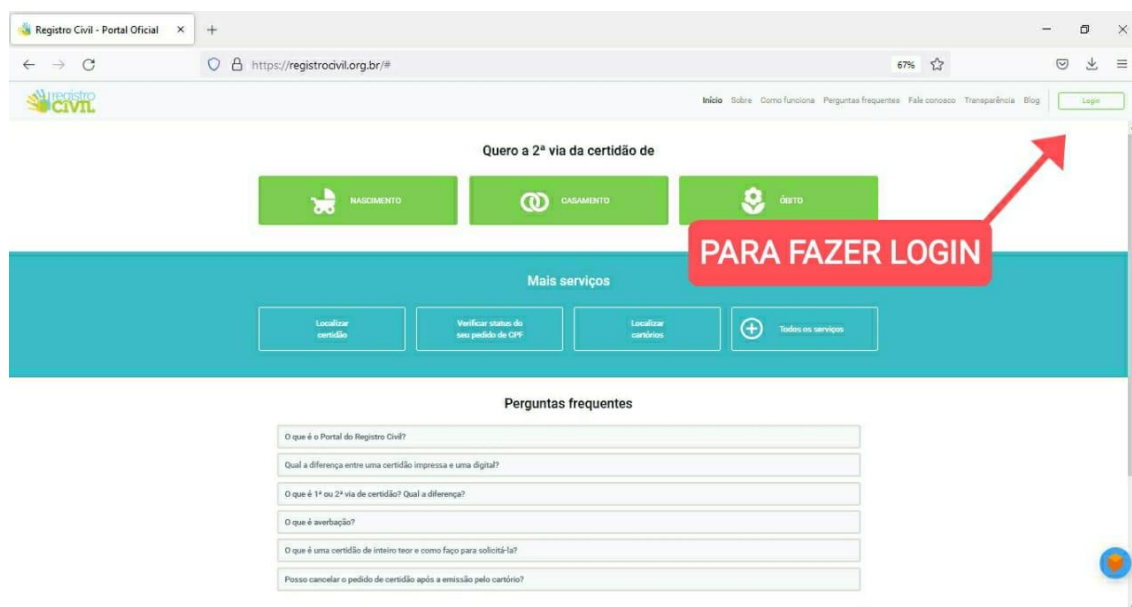 Registro Civil - Portal Oficial
https://registrocivil.org.br/#
67%
registro
CIVIL
Início Sobre Como funciona Perguntas frequentes Fale conosco Transparência Blog Login
Quero a 2ª via da certidão de
NASCIMENTO CASAMENTO ÓBITO
PARA FAZER LOGIN
Mais serviços
Localizar
certidão
Verificar status do
seu pedido de CPF
Localizar
cartórios
Todos os serviços
Perguntas frequentes
O que é o Portal do Registro Civil?
Qual a diferença entre uma certidão impressa e uma digital?
O que é 1ª ou 2ª via de certidão? Qual a diferença?
O que é averbação?
O que é uma certidão de inteiro teor e como faço para solicitá-la?
Posso cancelar o pedido de certidão após a emissão pelo cartório?